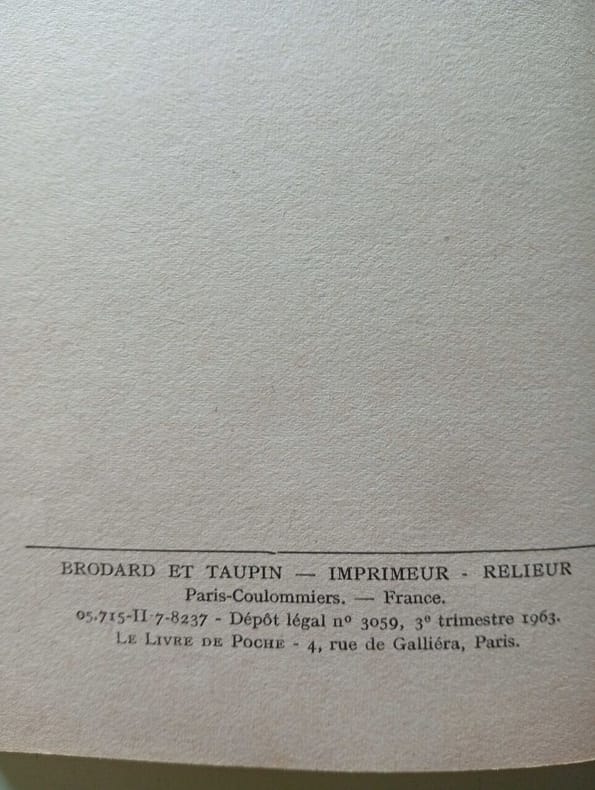 BRODARD ET TAUPIN — IMPRIMEUR - RELIEUR
Paris-Coulommiers. — France.
05.715-II-7-8237 - Dépôt légal nº 3059, 3e trimestre 1963.
LE LIVRE DE POCHE - 4, rue de Galliéra, Paris.